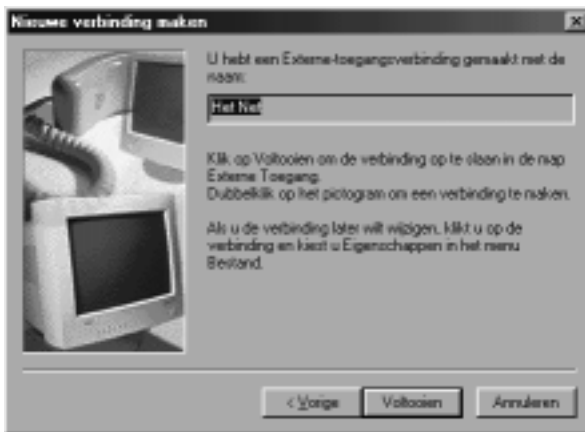 Nieuwe verbinding maken
U hebt een Externe-toegangsverbinding gemaakt met de
naam:
Het Net
Klik op Voltooien om de verbinding op te slaan in de map
Externe Toegang.
Dubbelklik op het pictogram om een verbinding te maken.
Als u de verbinding later wilt wijzigen, klikt u op de
verbinding en kiest u Eigenschappen in het menu
Bestand.
< Vorige
Voltooien
Annuleren